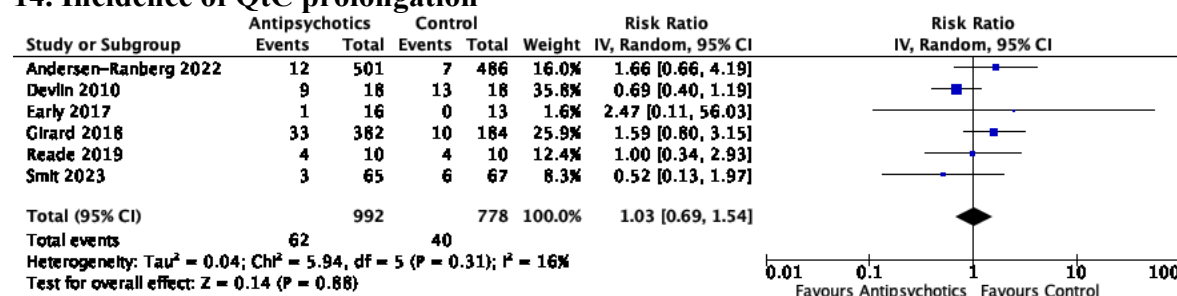 14. Incidence of QtC prolongation
Antipsychotics Control Risk Ratio Risk Ratio
Study or Subgroup Events Total Events Total Weight IV, Random, 95% CI IV, Random, 95% CI
Andersen-Ranberg 2022 12 501 7 486 16.0% 1.66 [0.66, 4.19]
Devlin 2010 9 18 13 18 35.8% 0.69 [0.40, 1.19]
Early 2017 1 16 0 13 1.6% 2.47 [0.11, 56.03]
Girard 2018 33 382 10 184 25.9% 1.59 [0.80, 3.15]
Reade 2019 4 10 4 10 12.4% 1.00 [0.34, 2.93]
Smit 2023 3 65 6 67 8.3% 0.52 [0.13, 1.97]
Total (95% CI) 992 778 100.0% 1.03 [0.69, 1.54]
Total events 62 40
Heterogeneity: Tau² = 0.04; Chi² = 5.94, df = 5 (P = 0.31); I² = 16%
Test for overall effect: Z = 0.14 (P = 0.88)
0.01 0.1 1 10 100
Favours Antipsychotics Favours Control